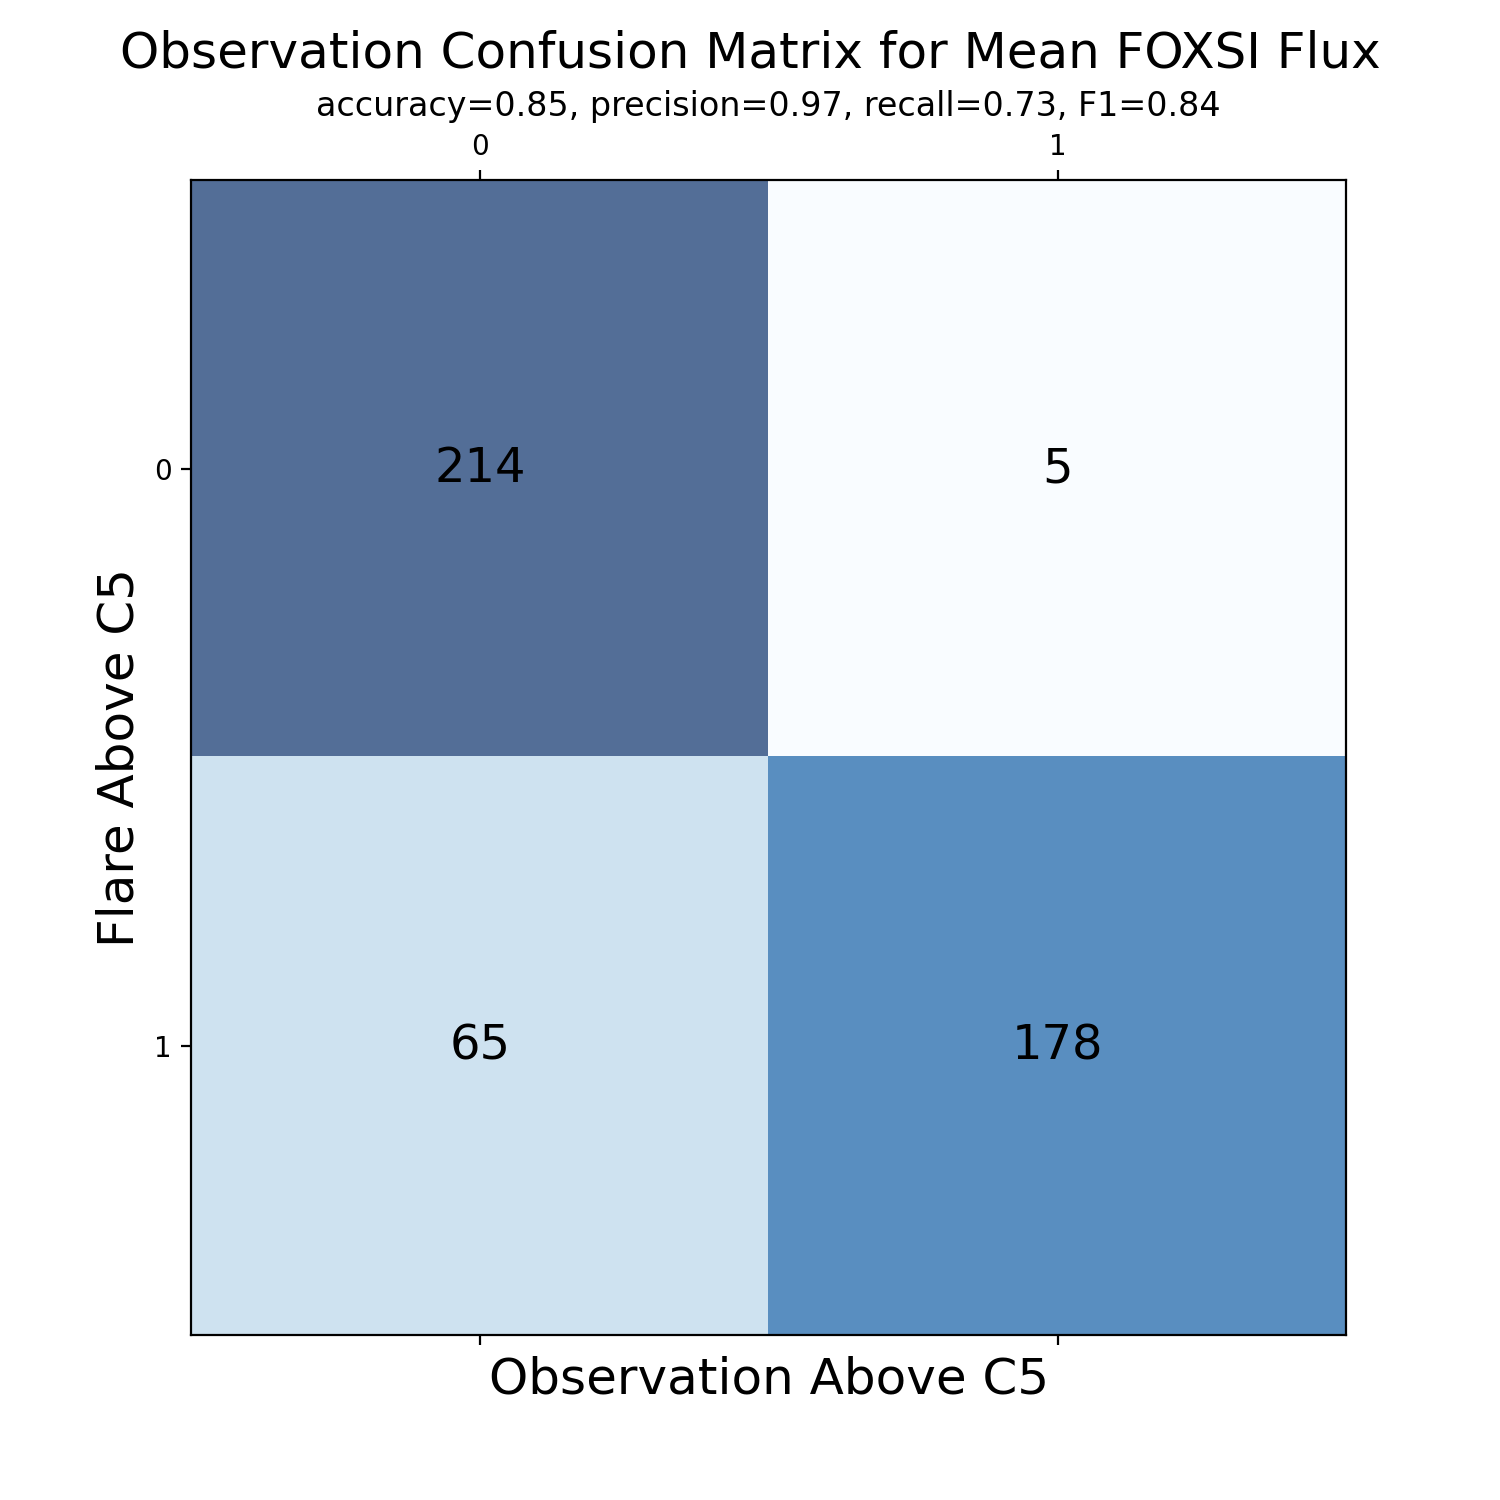 Observation Confusion Matrix for Mean FOXSI Flux
accuracy=0.85, precision=0.97, recall=0.73, F1=0.84
0 1
0 214 5
Flare Above C5
1 65 178
Observation Above C5